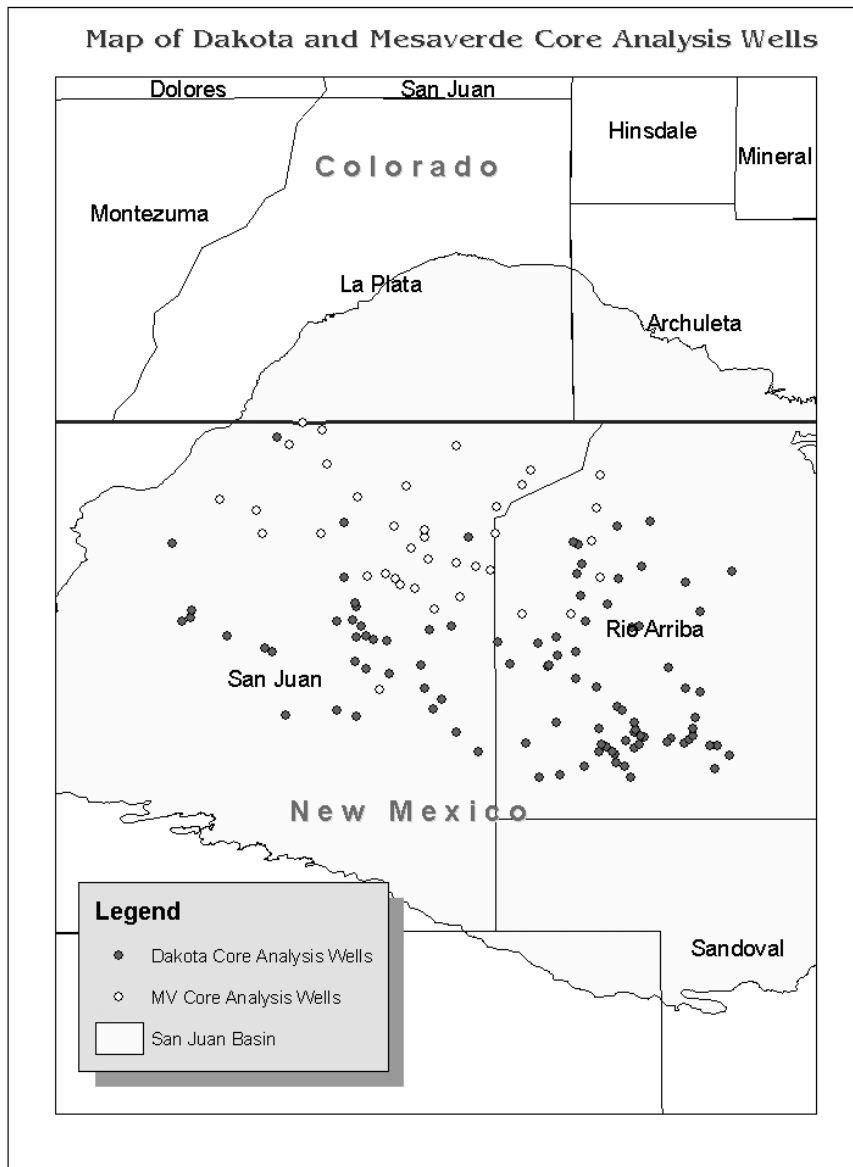 Map of Dakota and Mesaverde Core Analysis Wells
Dolores
San Juan
Hinsdale
Mineral
Colorado
Montezuma
La Plata
Archuleta
Rio Arriba
San Juan
New Mexico
Legend
Dakota Core Analysis Wells
MV Core Analysis Wells
San Juan Basin
Sandoval